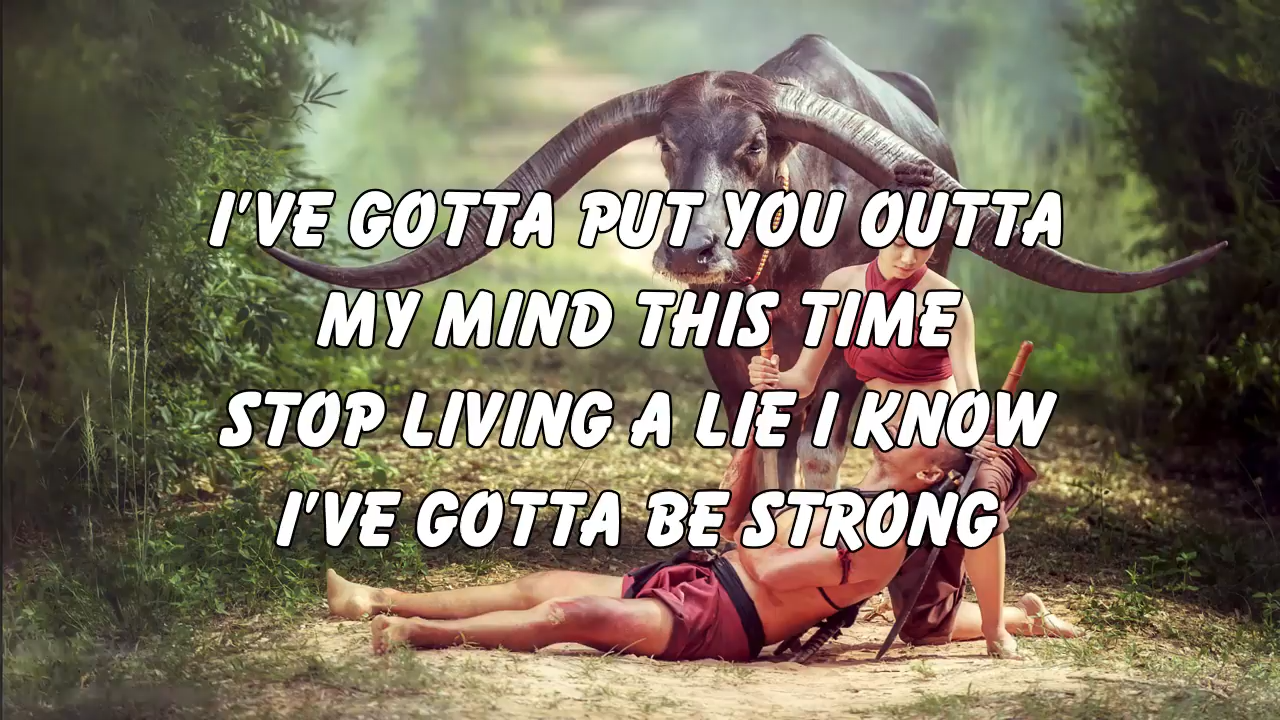 I'VE GOTTA PUT YOU OUTTA
MY MIND THIS TIME
STOP LIVING A LIE I KNOW
I'VE GOTTA BE STRONG